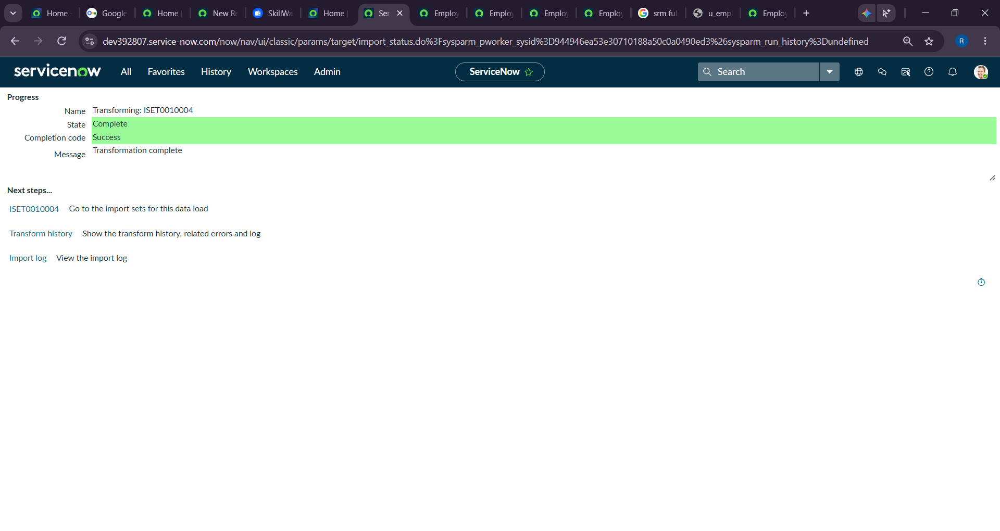 Home
Google
Home
New Re
SkillWa
Home
Ser
Employ
Employ
Employ
Employ
srm ful
u_empl
Employ
dev392807.service-now.com/now/nav/ui/classic/params/target/import_status.do%3Fsysparm_pworker_sysid%3D944946ea53e30710188a50c0a0490ed3%26sysparm_run_history%3Dundefined
R
servicenow
All
Favorites
History
Workspaces
Admin
ServiceNow
Search
Progress
Name Transforming: ISET0010004
State Complete
Completion code Success
Message Transformation complete
Next steps...
ISET0010004 Go to the import sets for this data load
Transform history Show the transform history, related errors and log
Import log View the import log